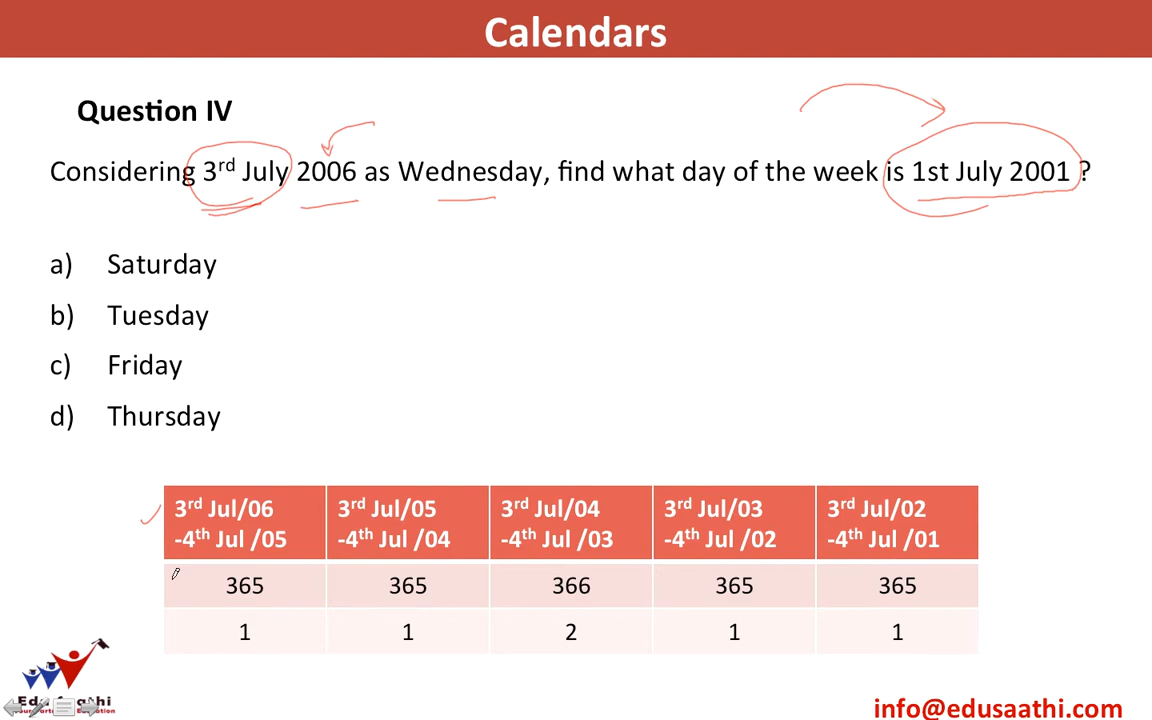 Calendars
Question IV
Considering 3rd July 2006 as Wednesday, find what day of the week is 1st July 2001 ?
a) Saturday
b) Tuesday
c) Friday
d) Thursday
3rd Jul/06 3rd Jul/05 3rd Jul/04 3rd Jul/03 3rd Jul/02
-4th Jul /05 -4th Jul /04 -4th Jul /03 -4th Jul /02 -4th Jul /01
365 365 366 365 365
1 1 2 1 1
info@edusaathi.com